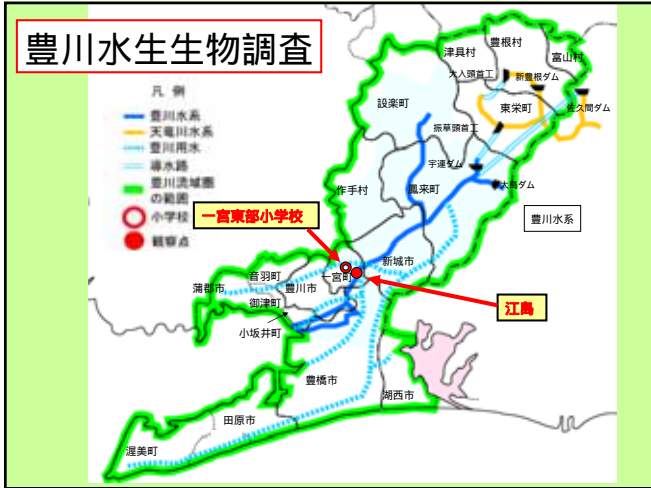 豊川水生生物調査
凡 例
豊川水系
天竜川水系
豊川用水
導水路
豊川流域圏
の範囲
小学校
観察点
津具村
豊根村
富山村
大入頭首工
新豊根ダム
設楽町
東栄町
佐久間ダム
振草頭首工
宇連ダム
大島ダム
作手村
鳳来町
豊川水系
一宮東部小学校
新城市
音羽町
一宮町
蒲郡市
豊川市
御津町
江島
小坂井町
豊橋市
湖西市
田原市
渥美町